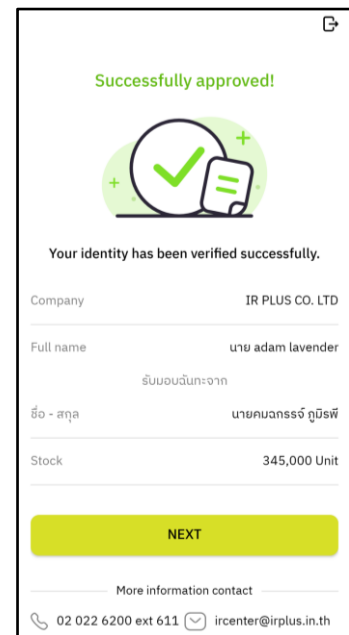 Successfully approved!
Your identity has been verified successfully.
Company IR PLUS CO. LTD
Full name นาย adam lavender
รับมอบฉันทะจาก
ชื่อ - สกุล นายคมฉกรรจ์ ภูมิรพี
Stock 345,000 Unit
NEXT
More information contact
02 022 6200 ext 611 ircenter@irplus.in.th